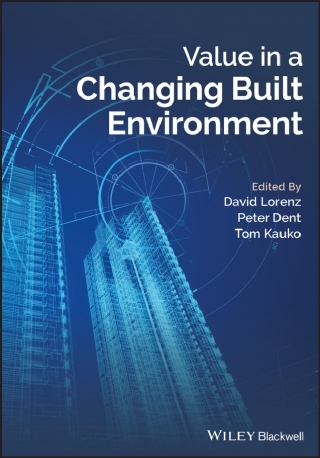 Value in a
Changing Built
Environment
Edited By
David Lorenz
Peter Dent
Tom Kauko
WILEY Blackwell